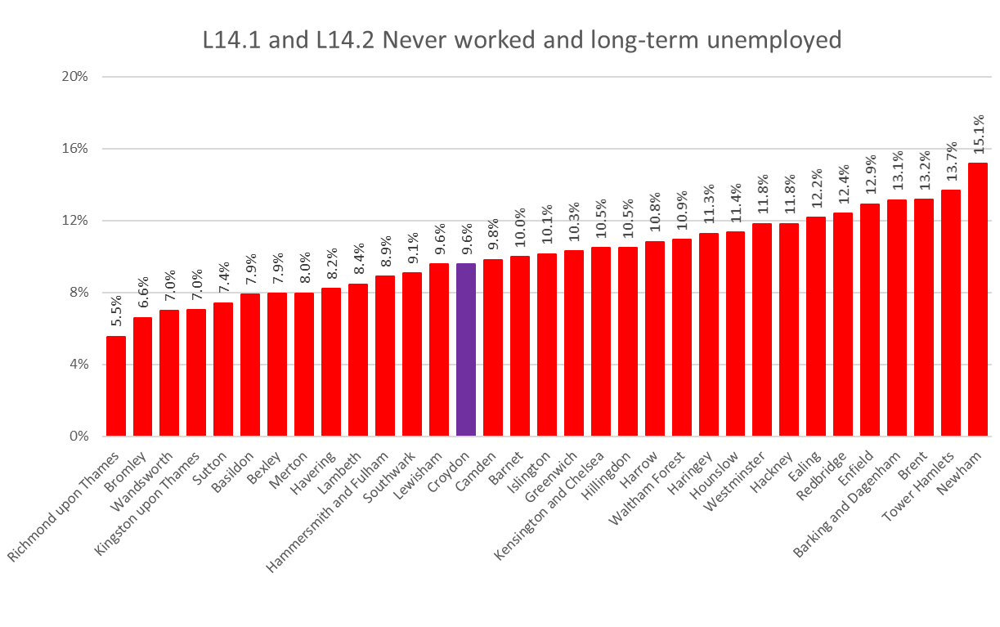 L14.1 and L14.2 Never worked and long-term unemployed
20%
16%
12%
8%
4%
0%
5.5%
6.6%
7.0%
7.0%
7.4%
7.9%
7.9%
8.0%
8.2%
8.4%
8.9%
9.1%
9.6%
9.6%
9.8%
10.0%
10.1%
10.3%
10.5%
10.5%
10.8%
10.9%
11.3%
11.4%
11.8%
11.8%
12.2%
12.4%
12.9%
13.1%
13.2%
13.7%
15.1%
Richmond upon Thames
Bromley
Wandsworth
Kingston upon Thames
Sutton
Basildon
Bexley
Merton
Havering
Lambeth
Hammersmith and Fulham
Southwark
Lewisham
Croydon
Camden
Barnet
Islington
Greenwich
Kensington and Chelsea
Hillingdon
Harrow
Waltham Forest
Haringey
Hounslow
Westminster
Hackney
Ealing
Redbridge
Enfield
Barking and Dagenham
Brent
Tower Hamlets
Newham